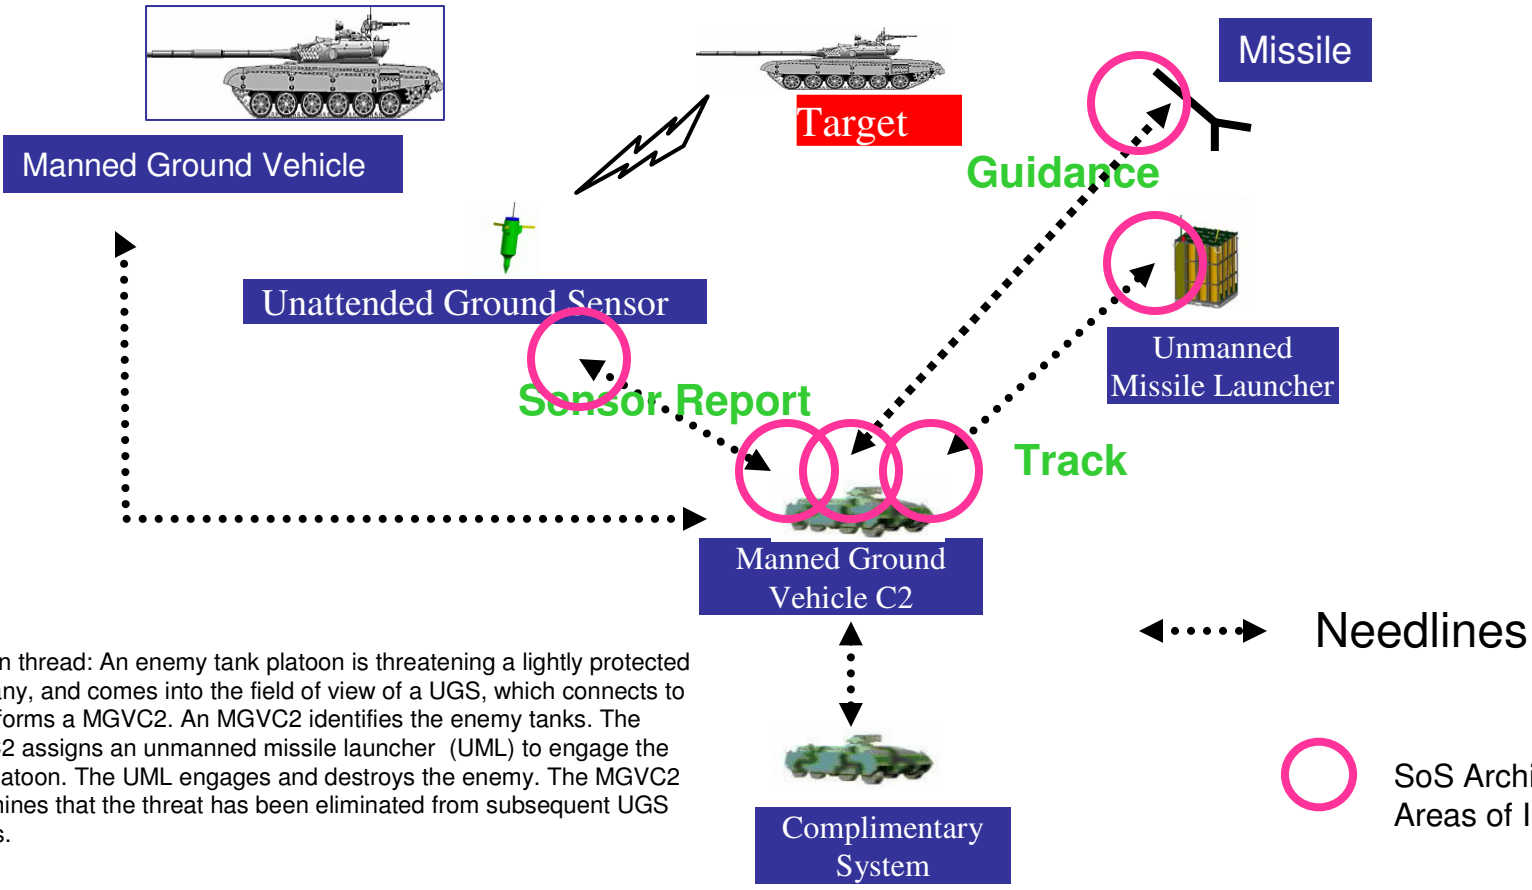 Missile
Target
Manned Ground Vehicle
Guidance
Unattended Ground Sensor
Unmanned
Missile Launcher
Sensor Report
Track
Manned Ground
Vehicle C2
Needlines
n thread: An enemy tank platoon is threatening a lightly protected
any, and comes into the field of view of a UGS, which connects to
forms a MGVC2. An MGVC2 identifies the enemy tanks. The
C2 assigns an unmanned missile launcher (UML) to engage the
atoon. The UML engages and destroys the enemy. The MGVC2
mines that the threat has been eliminated from subsequent UGS
s.
SoS Archi
Areas of I
Complimentary
System